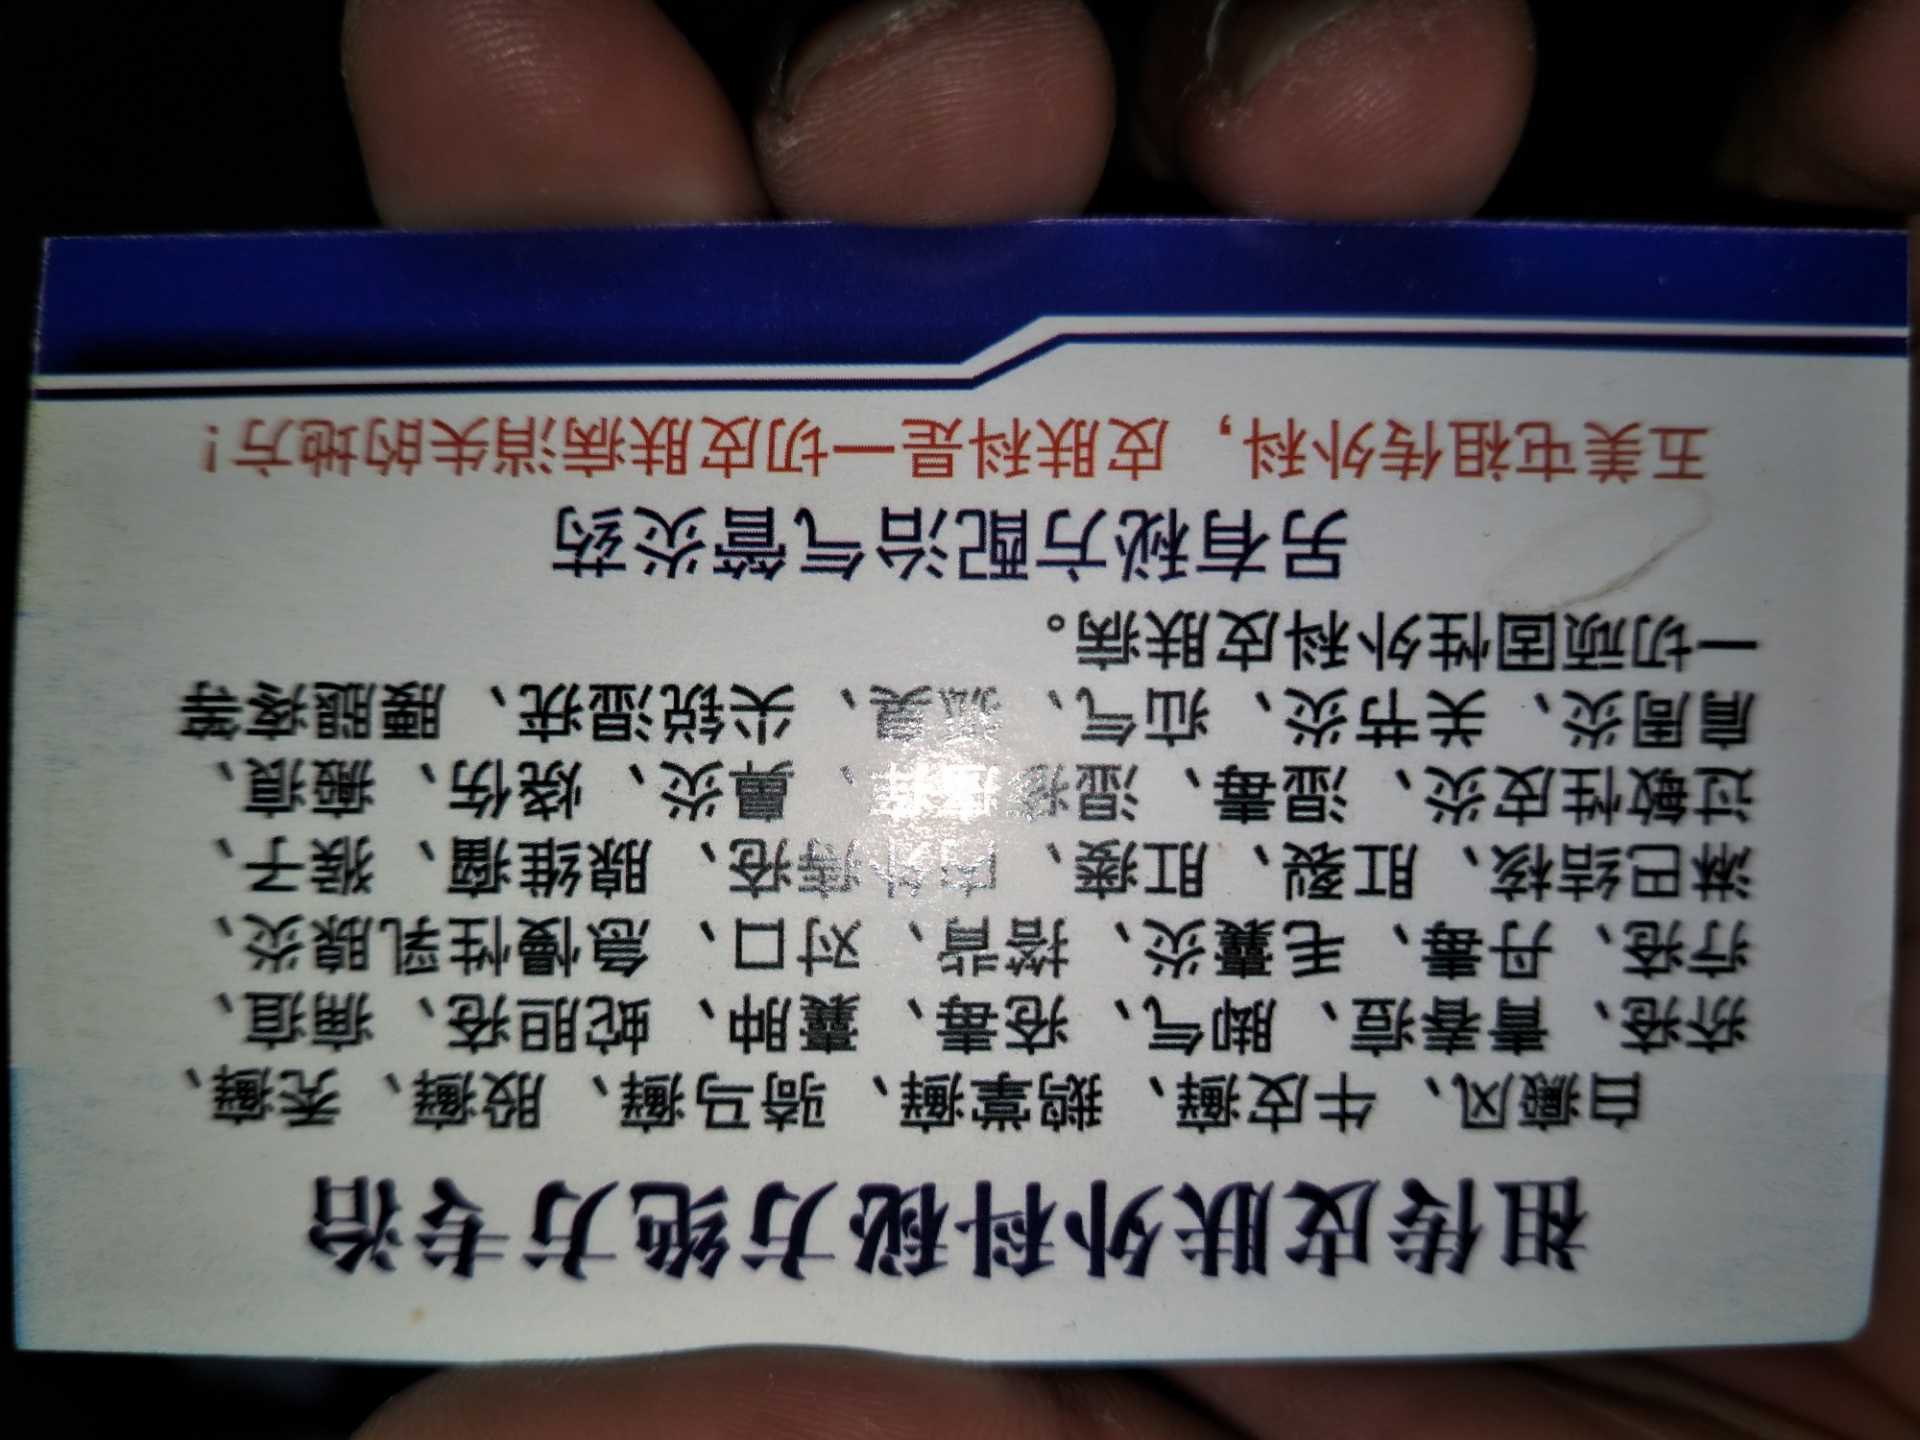 祖传皮肤外科秘方绝方专治
白癜风、牛皮癣、鹅掌癣、骑马癣、股癣、秃癣、
疥疮、青春痘、脚气、疮毒、囊肿、蛇胆疮、痈疽、
疔疮、丹毒、毛囊炎、搭背、对口、急慢性乳腺炎、
淋巴结核、肛裂、肛瘘、内外痔疮、腺维瘤、猴子、
过敏性皮炎、湿毒、湿疹、鼻炎、烧伤、瘢痕、
肩周炎、关节炎、疝气、狐臭、尖锐湿疣、腰腿疼等
一切顽固性外科皮肤病。
另有秘方配治气管炎药
五美屯祖传外科，皮肤科是一切皮肤病消失的地方！